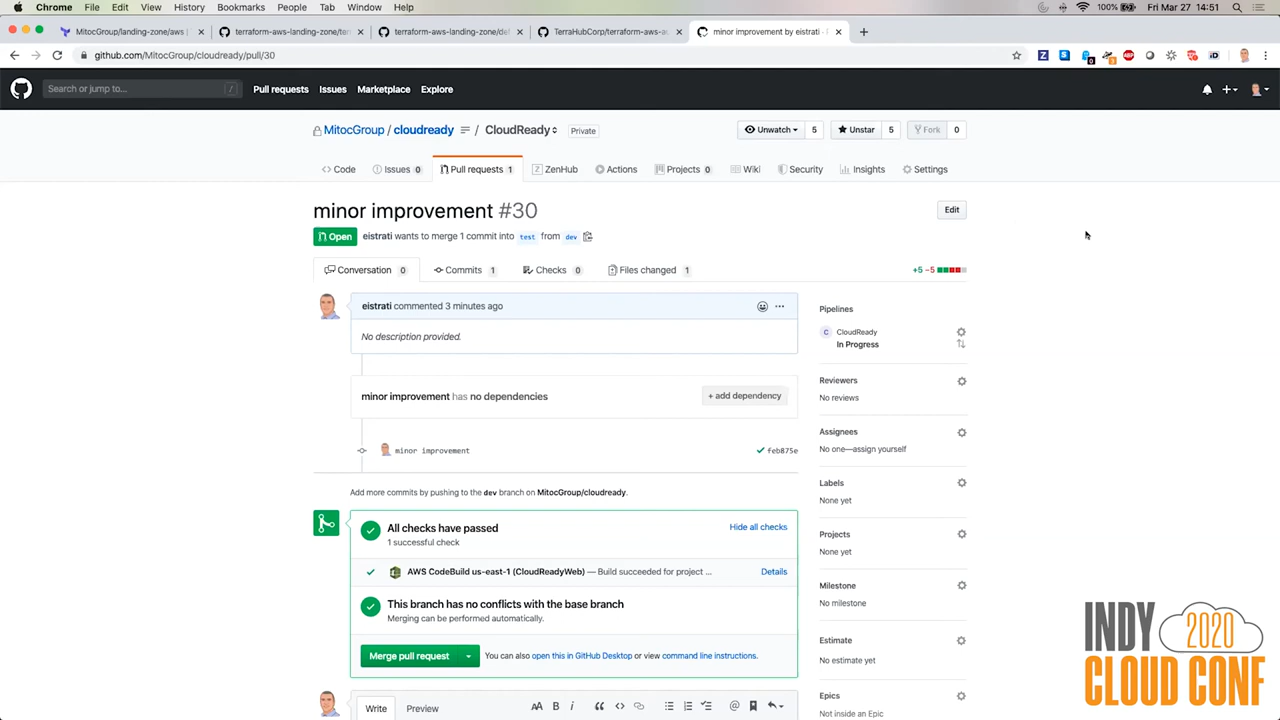 Chrome File Edit View History Bookmarks People Tab Window Help 100% Fri Mar 27 14:51
MitocGroup/landing-zone/aws | × terraform-aws-landing-zone/ter × terraform-aws-landing-zone/def × TerraHubCorp/terraform-aws-au × minor improvement by eistrati · × +
github.com/MitocGroup/cloudready/pull/30
Search or jump to... / Pull requests Issues Marketplace Explore
MitocGroup / cloudready / CloudReady Private Unwatch 5 Unstar 5 Fork 0
Code Issues 0 Pull requests 1 ZenHub Actions Projects 0 Wiki Security Insights Settings
minor improvement #30 Edit
Open eistrati wants to merge 1 commit into test from dev
Conversation 0 Commits 1 Checks 0 Files changed 1 +5 −5
eistrati commented 3 minutes ago
No description provided.
minor improvement has no dependencies + add dependency
minor improvement feb875e
Add more commits by pushing to the dev branch on MitocGroup/cloudready.
All checks have passed Hide all checks
1 successful check
AWS CodeBuild us-east-1 (CloudReadyWeb) — Build succeeded for project ... Details
This branch has no conflicts with the base branch
Merging can be performed automatically.
Merge pull request You can also open this in GitHub Desktop or view command line instructions.
Write Preview
Pipelines
C CloudReady
In Progress
Reviewers
No reviews
Assignees
No one—assign yourself
Labels
None yet
Projects
None yet
Milestone
No milestone
Estimate
No estimate yet
Epics
Not inside an Epic
INDY 2020
CLOUD CONF